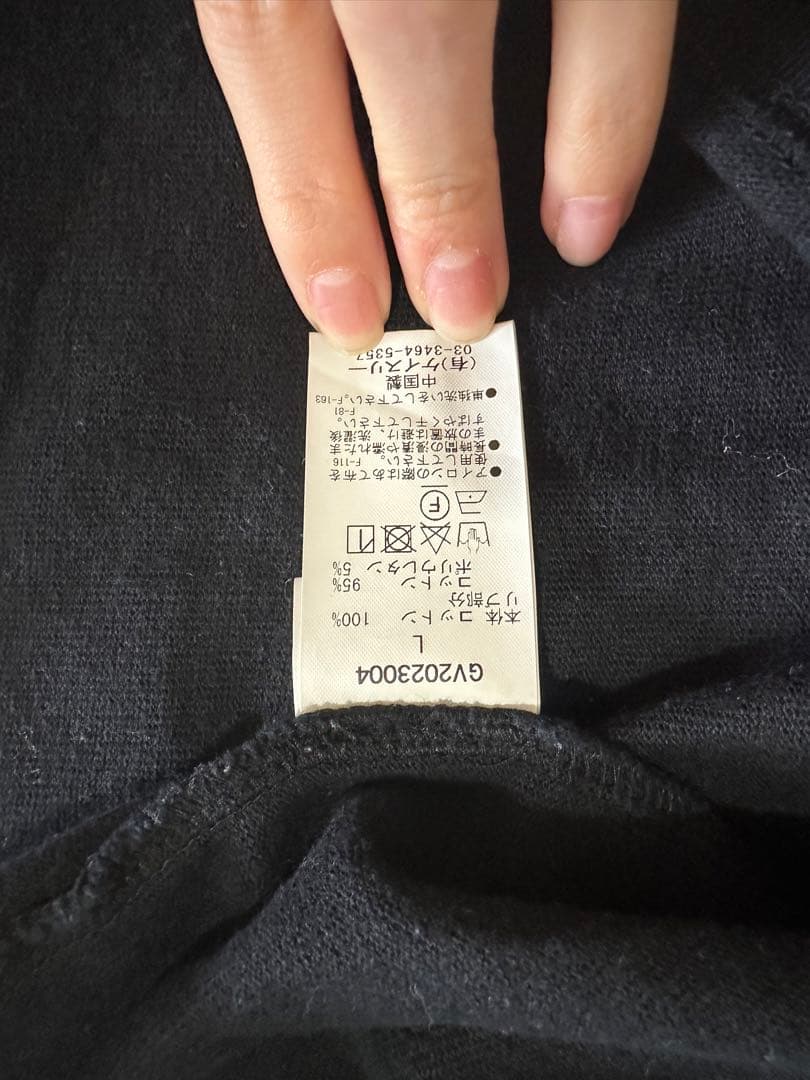 GV2023004
L
本体 コットン 100%
リブ部分
コットン 95%
ポリウレタン 5%
F
●アイロンの際はあて布を
使用して下さい。 F-116
●長時間の浸漬や濡れたま
まの放置は避け、洗濯後
すばやく干して下さい。
F-81
●単独洗いをして下さい。F-163
中国製
(有)ケイスリー
03-3464-5357